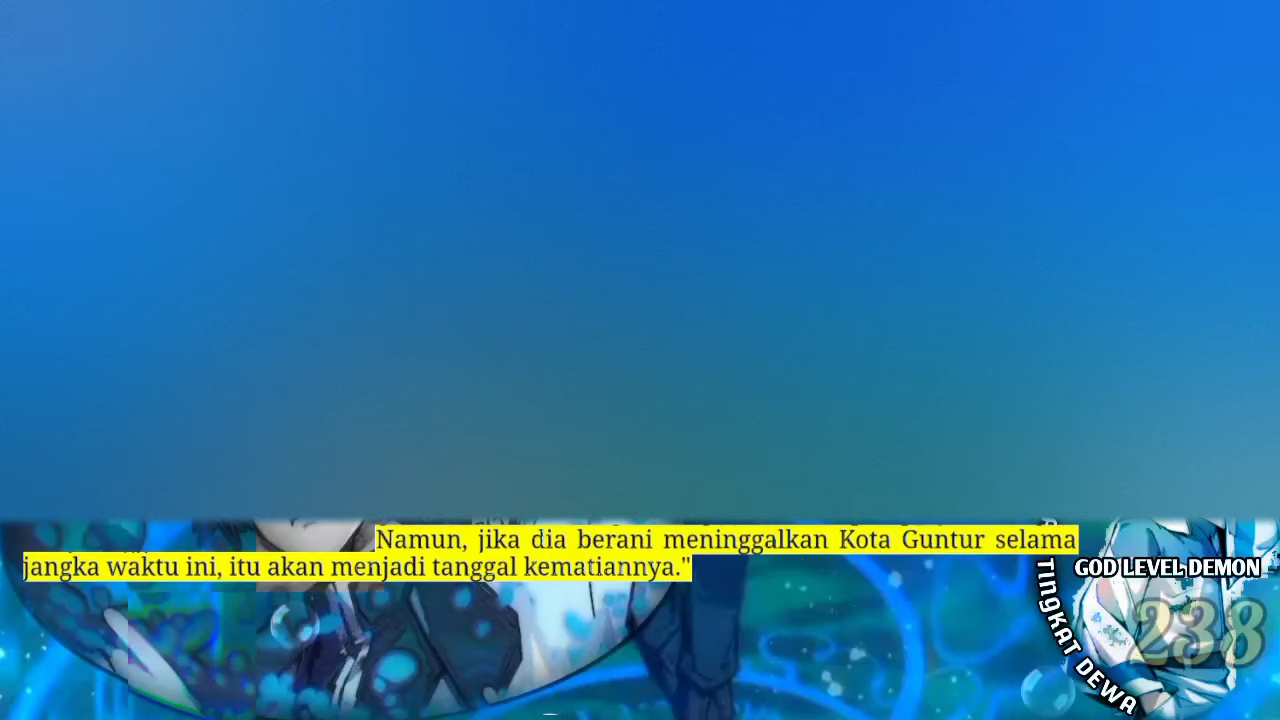 Namun, jika dia berani meninggalkan Kota Guntur selama
jangka waktu ini, itu akan menjadi tanggal kematiannya."
GOD LEVEL DEMON
238
TINGKAT DEWA